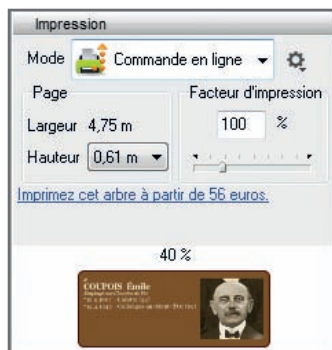 Impression
Mode Commande en ligne
Page
Facteur d'impression
Largeur 4,75 m
100 %
Hauteur 0,61 m
Imprimez cet arbre à partir de 56 euros.
40 %
COUPOIS Émile